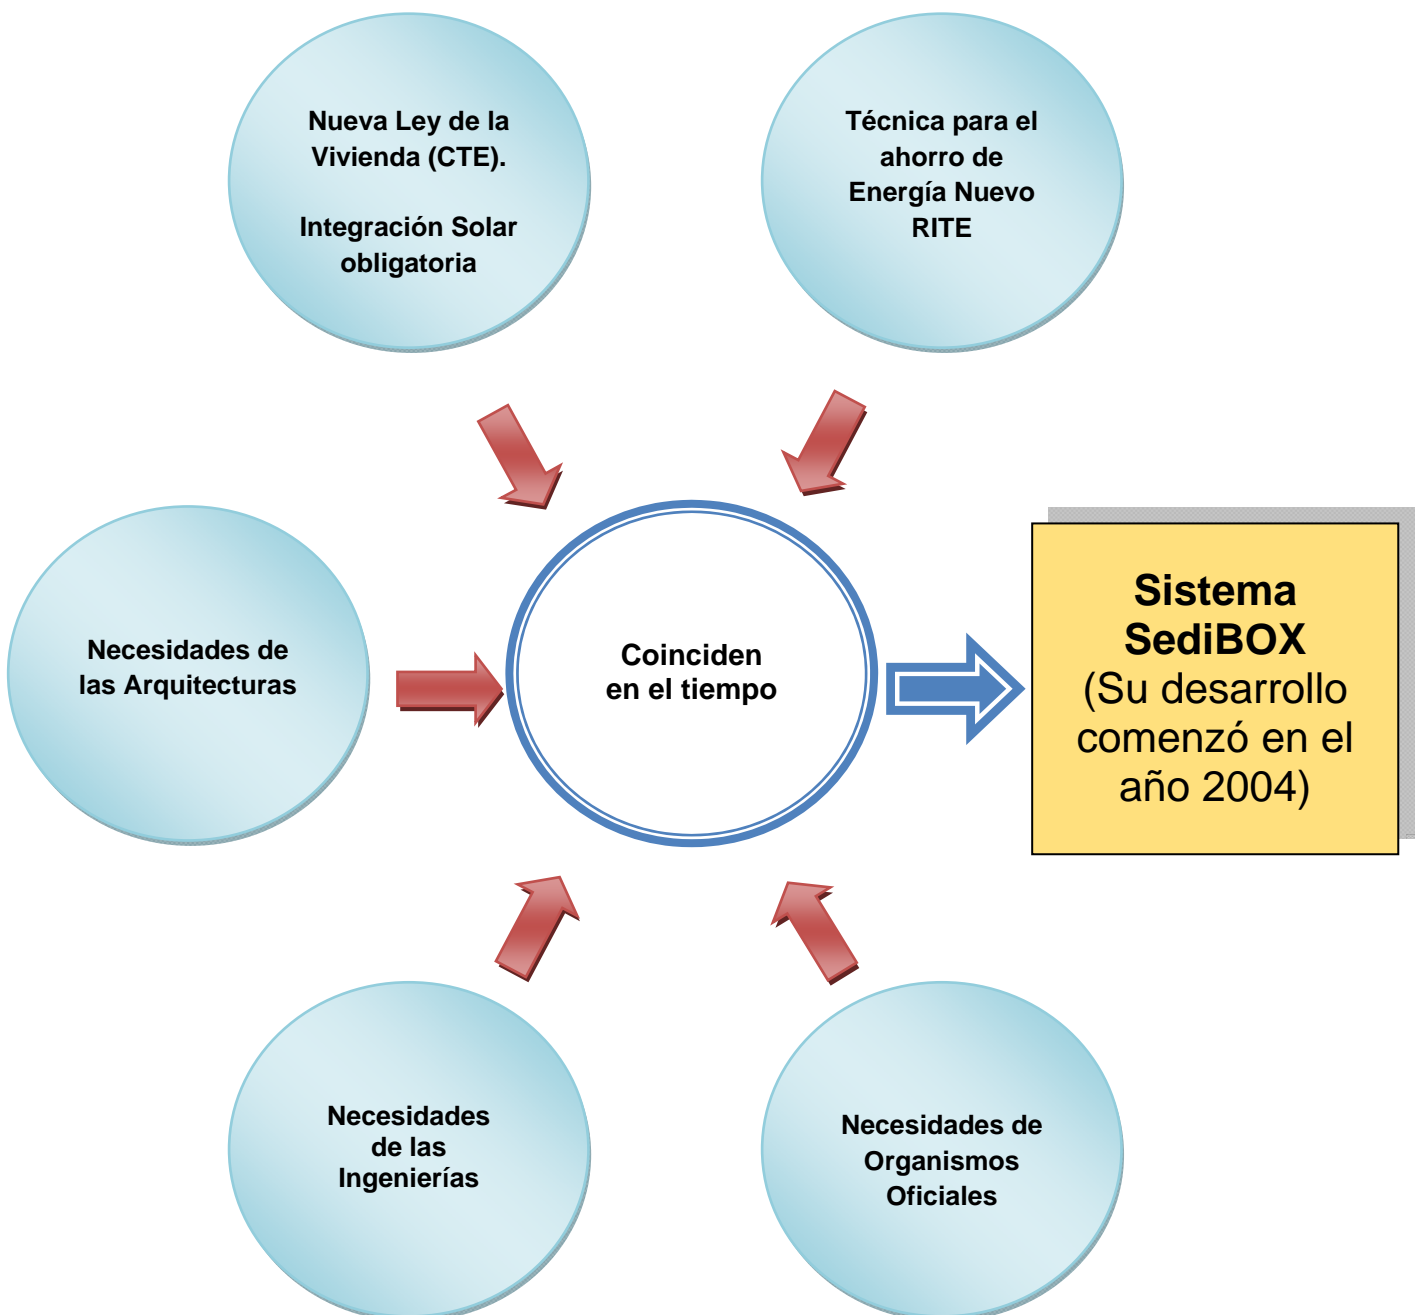 Nueva Ley de la
Vivienda (CTE).
Integración Solar
obligatoria
Técnica para el
ahorro de
Energía Nuevo
RITE
Necesidades de
las Arquitecturas
Coinciden
en el tiempo
Sistema
SediBOX
(Su desarrollo
comenzó en el
año 2004)
Necesidades
de las
Ingenierías
Necesidades de
Organismos
Oficiales